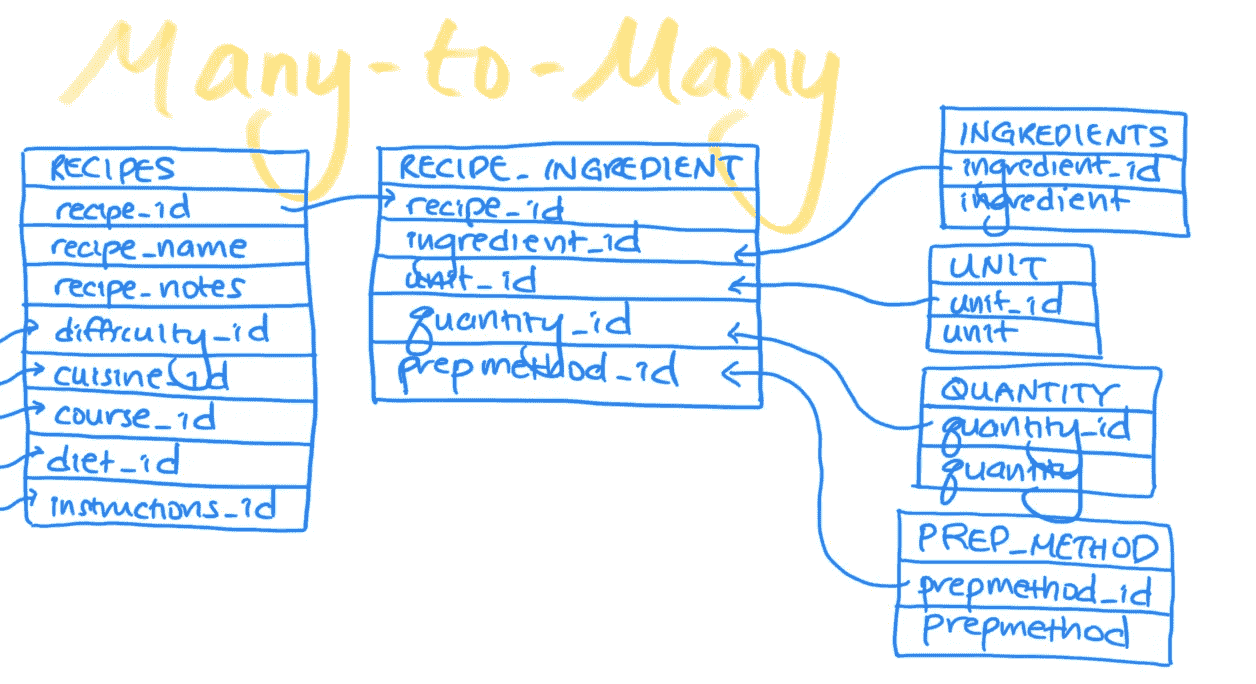 Many-to-Many
RECIPES
recipe_id
recipe_name
recipe_notes
difficulty_id
cuisine_id
course_id
diet_id
instructions_id
RECIPE_INGREDIENT
recipe_id
ingredient_id
unit_id
quantity_id
prepmethod_id
INGREDIENTS
ingredient_id
ingredient
UNIT
unit_id
unit
QUANTITY
quantity_id
quantity
PREP_METHOD
prepmethod_id
prepmethod